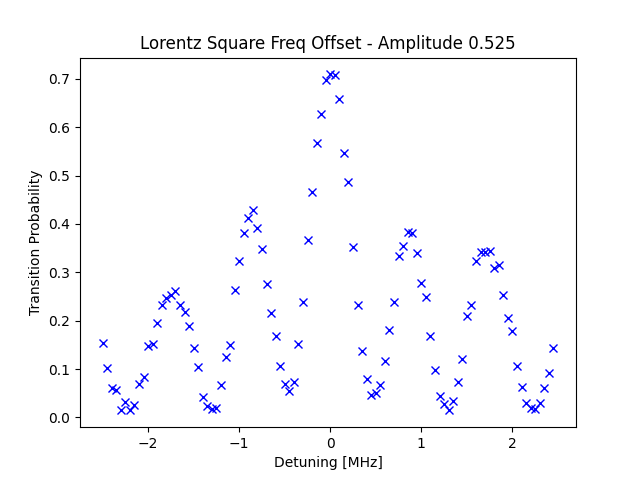 Lorentz Square Freq Offset - Amplitude 0.525
0.7
0.6
0.5
0.4
0.3
0.2
0.1
0.0
Transition Probability
−2 −1 0 1 2
Detuning [MHz]